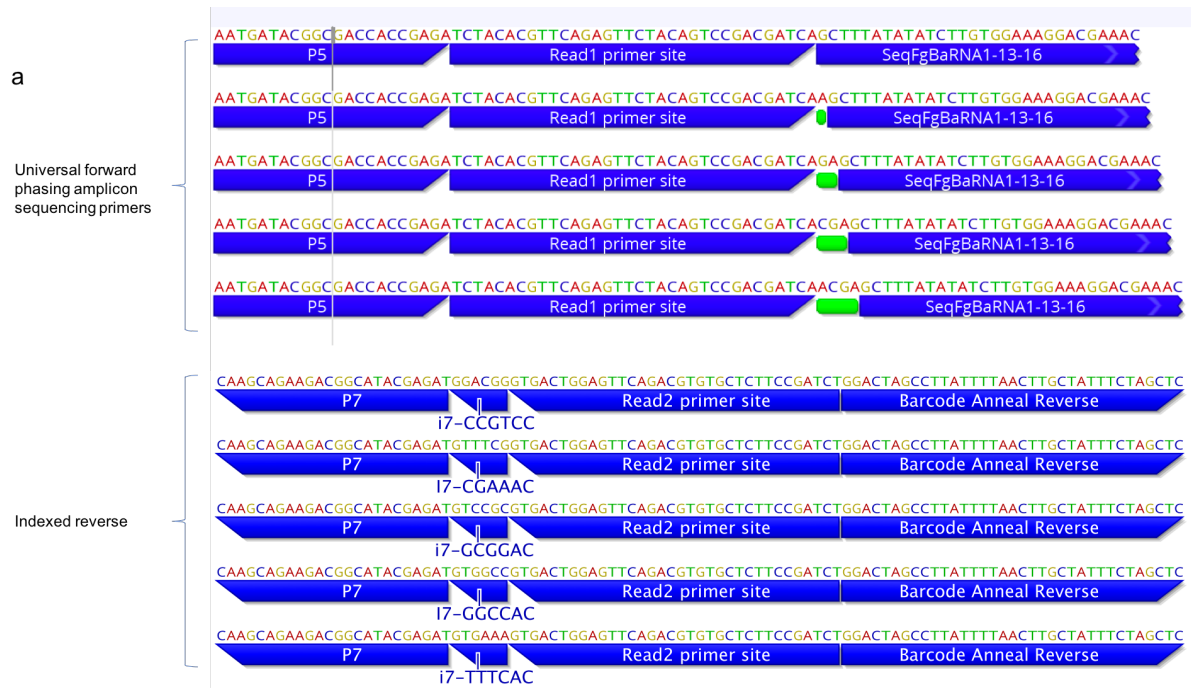 a
Universal forward
phasing amplicon
sequencing primers
AATGATACGGCGACCACCGAGATCTACACGTTCAGAGTTCTACAGTCCGACGATCAGCTTTATATATCTTGTGGAAAGGACGAAAC
P5 Read1 primer site SeqFgBaRNA1-13-16
AATGATACGGCGACCACCGAGATCTACACGTTCAGAGTTCTACAGTCCGACGATCAAGCTTTATATATCTTGTGGAAAGGACGAAAC
P5 Read1 primer site SeqFgBaRNA1-13-16
AATGATACGGCGACCACCGAGATCTACACGTTCAGAGTTCTACAGTCCGACGATCAGAGCTTTATATATCTTGTGGAAAGGACGAAAC
P5 Read1 primer site SeqFgBaRNA1-13-16
AATGATACGGCGACCACCGAGATCTACACGTTCAGAGTTCTACAGTCCGACGATCACGAGCTTTATATATCTTGTGGAAAGGACGAAAC
P5 Read1 primer site SeqFgBaRNA1-13-16
AATGATACGGCGACCACCGAGATCTACACGTTCAGAGTTCTACAGTCCGACGATCAACGAGCTTTATATATCTTGTGGAAAGGACGAAAC
P5 Read1 primer site SeqFgBaRNA1-13-16
Indexed reverse
CAAGCAGAAGACGGCATACGAGATGGACGGGTGACTGGAGTTCAGACGTGTGCTCTTCCGATCTGGACTAGCCTTATTTTAACTTGCTATTTCTAGCTC
P7 Read2 primer site Barcode Anneal Reverse
i7-CCGTCC
CAAGCAGAAGACGGCATACGAGATGTTTCGGTGACTGGAGTTCAGACGTGTGCTCTTCCGATCTGGACTAGCCTTATTTTAACTTGCTATTTCTAGCTC
P7 Read2 primer site Barcode Anneal Reverse
I7-CGAAAC
CAAGCAGAAGACGGCATACGAGATGTCCGCGTGACTGGAGTTCAGACGTGTGCTCTTCCGATCTGGACTAGCCTTATTTTAACTTGCTATTTCTAGCTC
P7 Read2 primer site Barcode Anneal Reverse
i7-GCGGAC
CAAGCAGAAGACGGCATACGAGATGTGGCCGTGACTGGAGTTCAGACGTGTGCTCTTCCGATCTGGACTAGCCTTATTTTAACTTGCTATTTCTAGCTC
P7 Read2 primer site Barcode Anneal Reverse
I7-GGCCAC
CAAGCAGAAGACGGCATACGAGATGTGAAAGTGACTGGAGTTCAGACGTGTGCTCTTCCGATCTGGACTAGCCTTATTTTAACTTGCTATTTCTAGCTC
P7 Read2 primer site Barcode Anneal Reverse
i7-TTTCAC